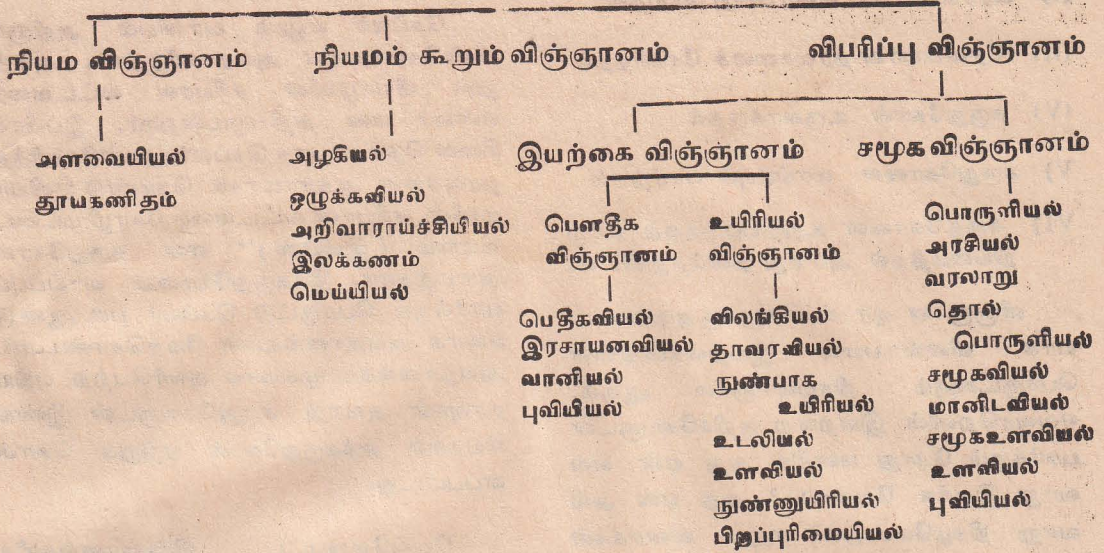 நியம விஞ்ஞானம்
நியமம் கூறும் விஞ்ஞானம்
விபரிப்பு விஞ்ஞானம்
அளவையியல்
தூயகணிதம்
அழகியல்
ஒழுக்கவியல்
அறிவாராய்ச்சியியல்
இலக்கணம்
மெய்யியல்
இயற்கை விஞ்ஞானம்
சமூக விஞ்ஞானம்
பௌதீக
விஞ்ஞானம்
பெதீகவியல்
இரசாயனவியல்
வானியல்
புவியியல்
உயிரியல்
விஞ்ஞானம்
விலங்கியல்
தாவரவியல்
நுண்பாக
உயிரியல்
உடலியல்
உளவியல்
நுண்ணுயிரியல்
பிறப்புரிமையியல்
பொருளியல்
அரசியல்
வரலாறு
தொல்
பொருளியல்
சமூகவியல்
மானிடவியல்
சமூகஉளவியல்
உளவியல்
புவியியல்